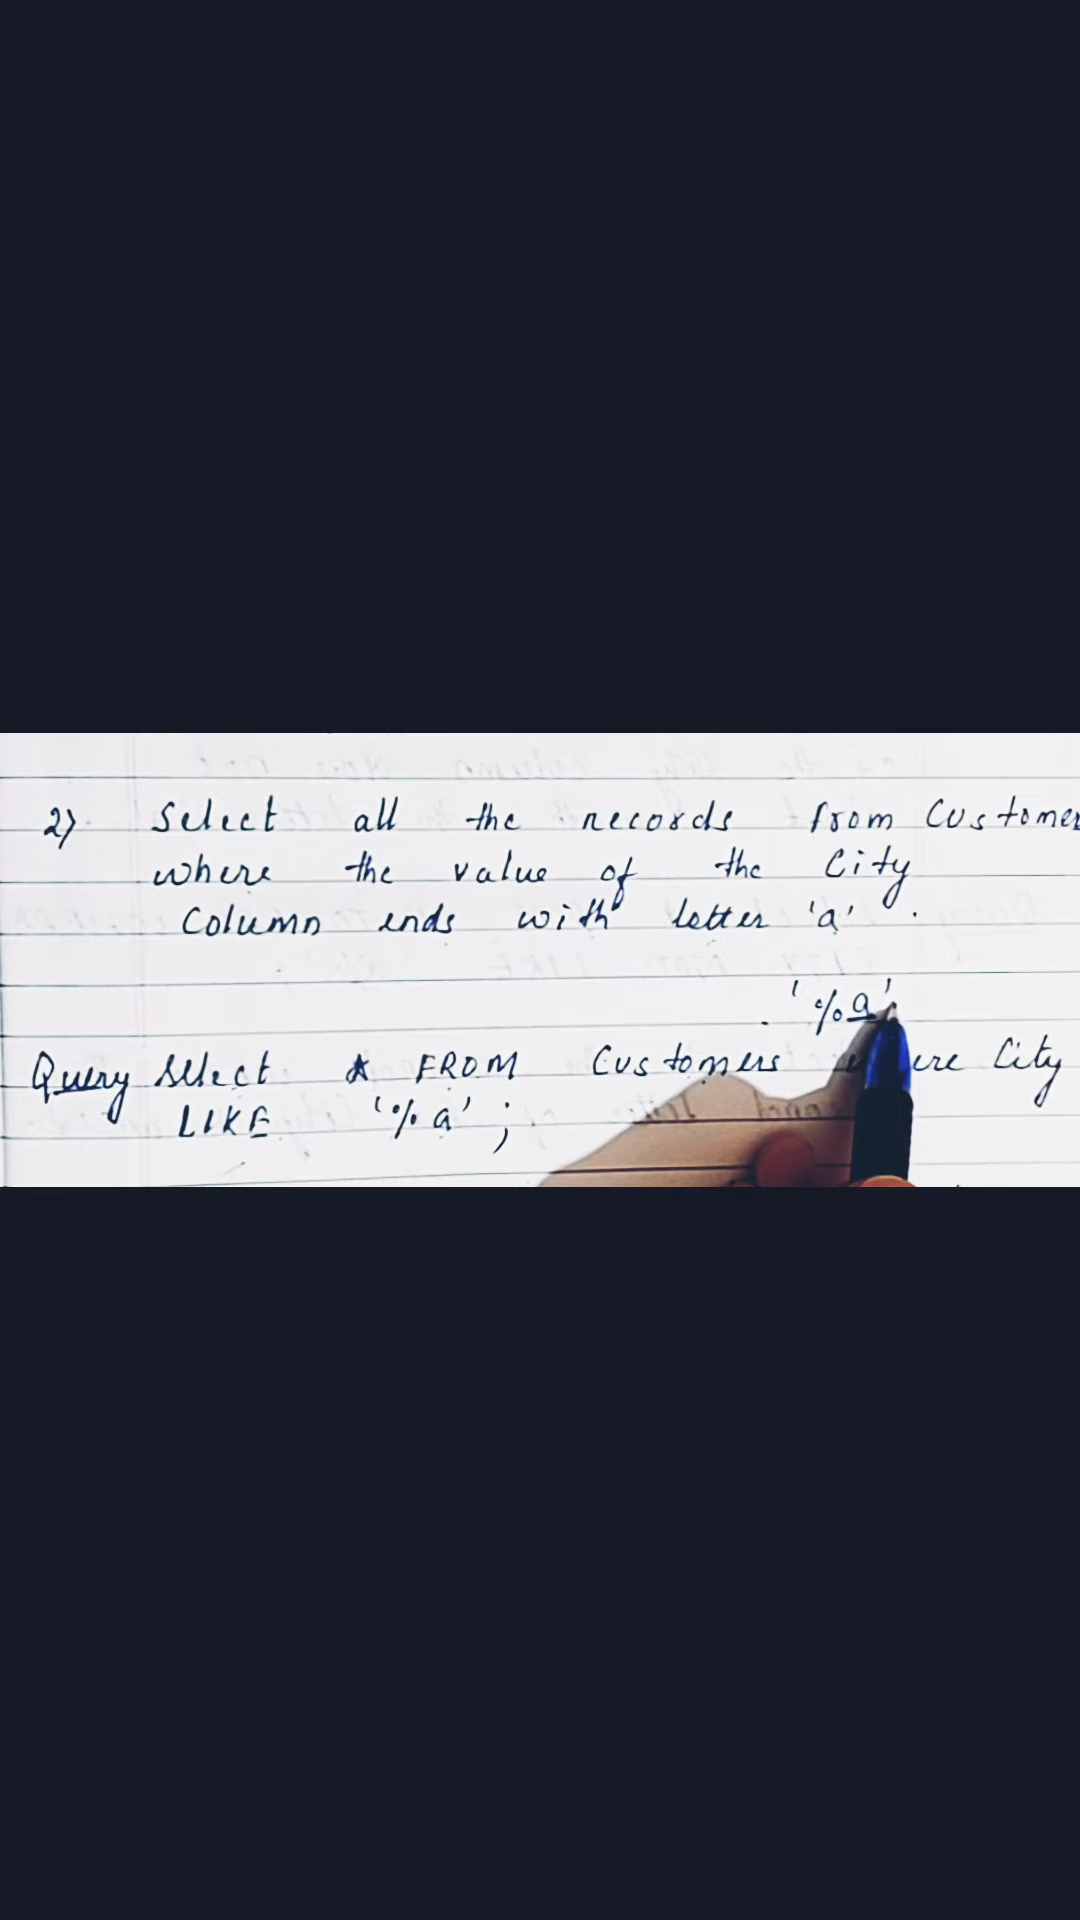 2) Select all the records from Customer
where the value of the City
Column ends with letter 'a' .
'%a'
Query Select * FROM Customers where City
LIKE '%a' ;